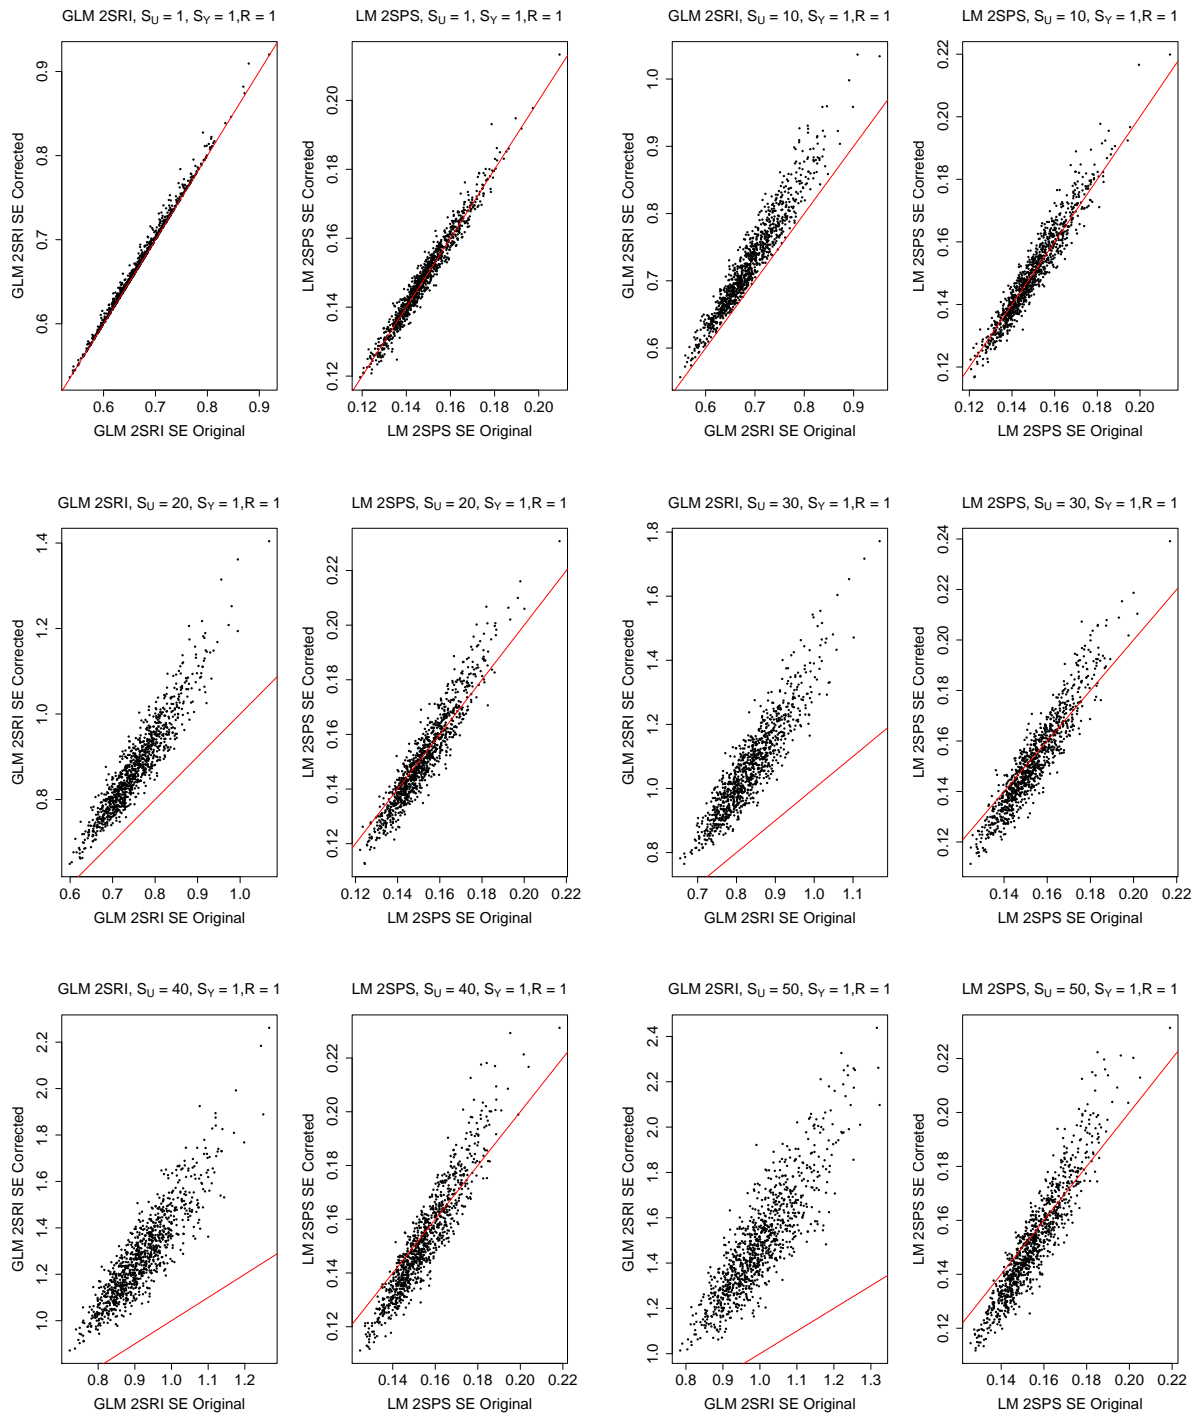 GLM 2SRI, S_U = 1, S_Y = 1,R = 1
GLM 2SRI SE Corrected
0.6 0.7 0.8 0.9
0.6 0.7 0.8 0.9
GLM 2SRI SE Original
LM 2SPS, S_U = 1, S_Y = 1,R = 1
LM 2SPS SE Correted
0.12 0.14 0.16 0.18 0.20
0.12 0.14 0.16 0.18 0.20
LM 2SPS SE Original
GLM 2SRI, S_U = 10, S_Y = 1,R = 1
GLM 2SRI SE Corrected
0.6 0.7 0.8 0.9 1.0
0.6 0.7 0.8 0.9
GLM 2SRI SE Original
LM 2SPS, S_U = 10, S_Y = 1,R = 1
LM 2SPS SE Correted
0.12 0.14 0.16 0.18 0.20 0.22
0.12 0.14 0.16 0.18 0.20
LM 2SPS SE Original
GLM 2SRI, S_U = 20, S_Y = 1,R = 1
GLM 2SRI SE Corrected
0.8 1.0 1.2 1.4
0.6 0.7 0.8 0.9 1.0
GLM 2SRI SE Original
LM 2SPS, S_U = 20, S_Y = 1,R = 1
LM 2SPS SE Correted
0.12 0.14 0.16 0.18 0.20 0.22
0.12 0.14 0.16 0.18 0.20 0.22
LM 2SPS SE Original
GLM 2SRI, S_U = 30, S_Y = 1,R = 1
GLM 2SRI SE Corrected
0.8 1.0 1.2 1.4 1.6 1.8
0.7 0.8 0.9 1.0 1.1
GLM 2SRI SE Original
LM 2SPS, S_U = 30, S_Y = 1,R = 1
LM 2SPS SE Correted
0.12 0.14 0.16 0.18 0.20 0.22 0.24
0.14 0.16 0.18 0.20 0.22
LM 2SPS SE Original
GLM 2SRI, S_U = 40, S_Y = 1,R = 1
GLM 2SRI SE Corrected
1.0 1.2 1.4 1.6 1.8 2.0 2.2
0.8 0.9 1.0 1.1 1.2
GLM 2SRI SE Original
LM 2SPS, S_U = 40, S_Y = 1,R = 1
LM 2SPS SE Correted
0.12 0.14 0.16 0.18 0.20 0.22
0.14 0.16 0.18 0.20 0.22
LM 2SPS SE Original
GLM 2SRI, S_U = 50, S_Y = 1,R = 1
GLM 2SRI SE Corrected
1.0 1.2 1.4 1.6 1.8 2.0 2.2 2.4
0.8 0.9 1.0 1.1 1.2 1.3
GLM 2SRI SE Original
LM 2SPS, S_U = 50, S_Y = 1,R = 1
LM 2SPS SE Correted
0.12 0.14 0.16 0.18 0.20 0.22
0.14 0.16 0.18 0.20 0.22
LM 2SPS SE Original